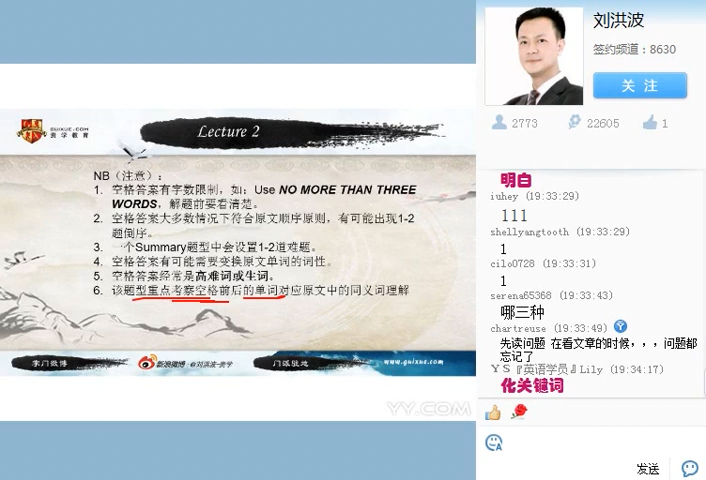 GUIXUE.COM
贵学教育
Lecture 2
NB（注意）：
1. 空格答案有字数限制，如：Use NO MORE THAN THREE
WORDS，解题前要看清楚。
2. 空格答案大多数情况下符合原文顺序原则，有可能出现1-2
题倒序。
3. 一个Summary题型中会设置1-2道难题。
4. 空格答案有可能需要变换原文单词的词性。
5. 空格答案经常是高难词或生词。
6. 该题型重点考察空格前后的单词对应原文中的同义词理解
掌门微博
新浪微博：@刘洪波-贵学
门派驻地
www.guixue.com
YY.COM
刘洪波
签约频道：8630
关 注
2773
22605
1
明白
iuhey (19:33:29)
111
shellyangtooth (19:33:29)
1
cilo0728 (19:33:31)
1
serena65368 (19:33:43)
哪三种
chartreuse (19:33:49)
先读问题 在看文章的时候，，，问题都
忘记了
ＹＳ『英语学员』Lily (19:34:17)
化关键词
发送